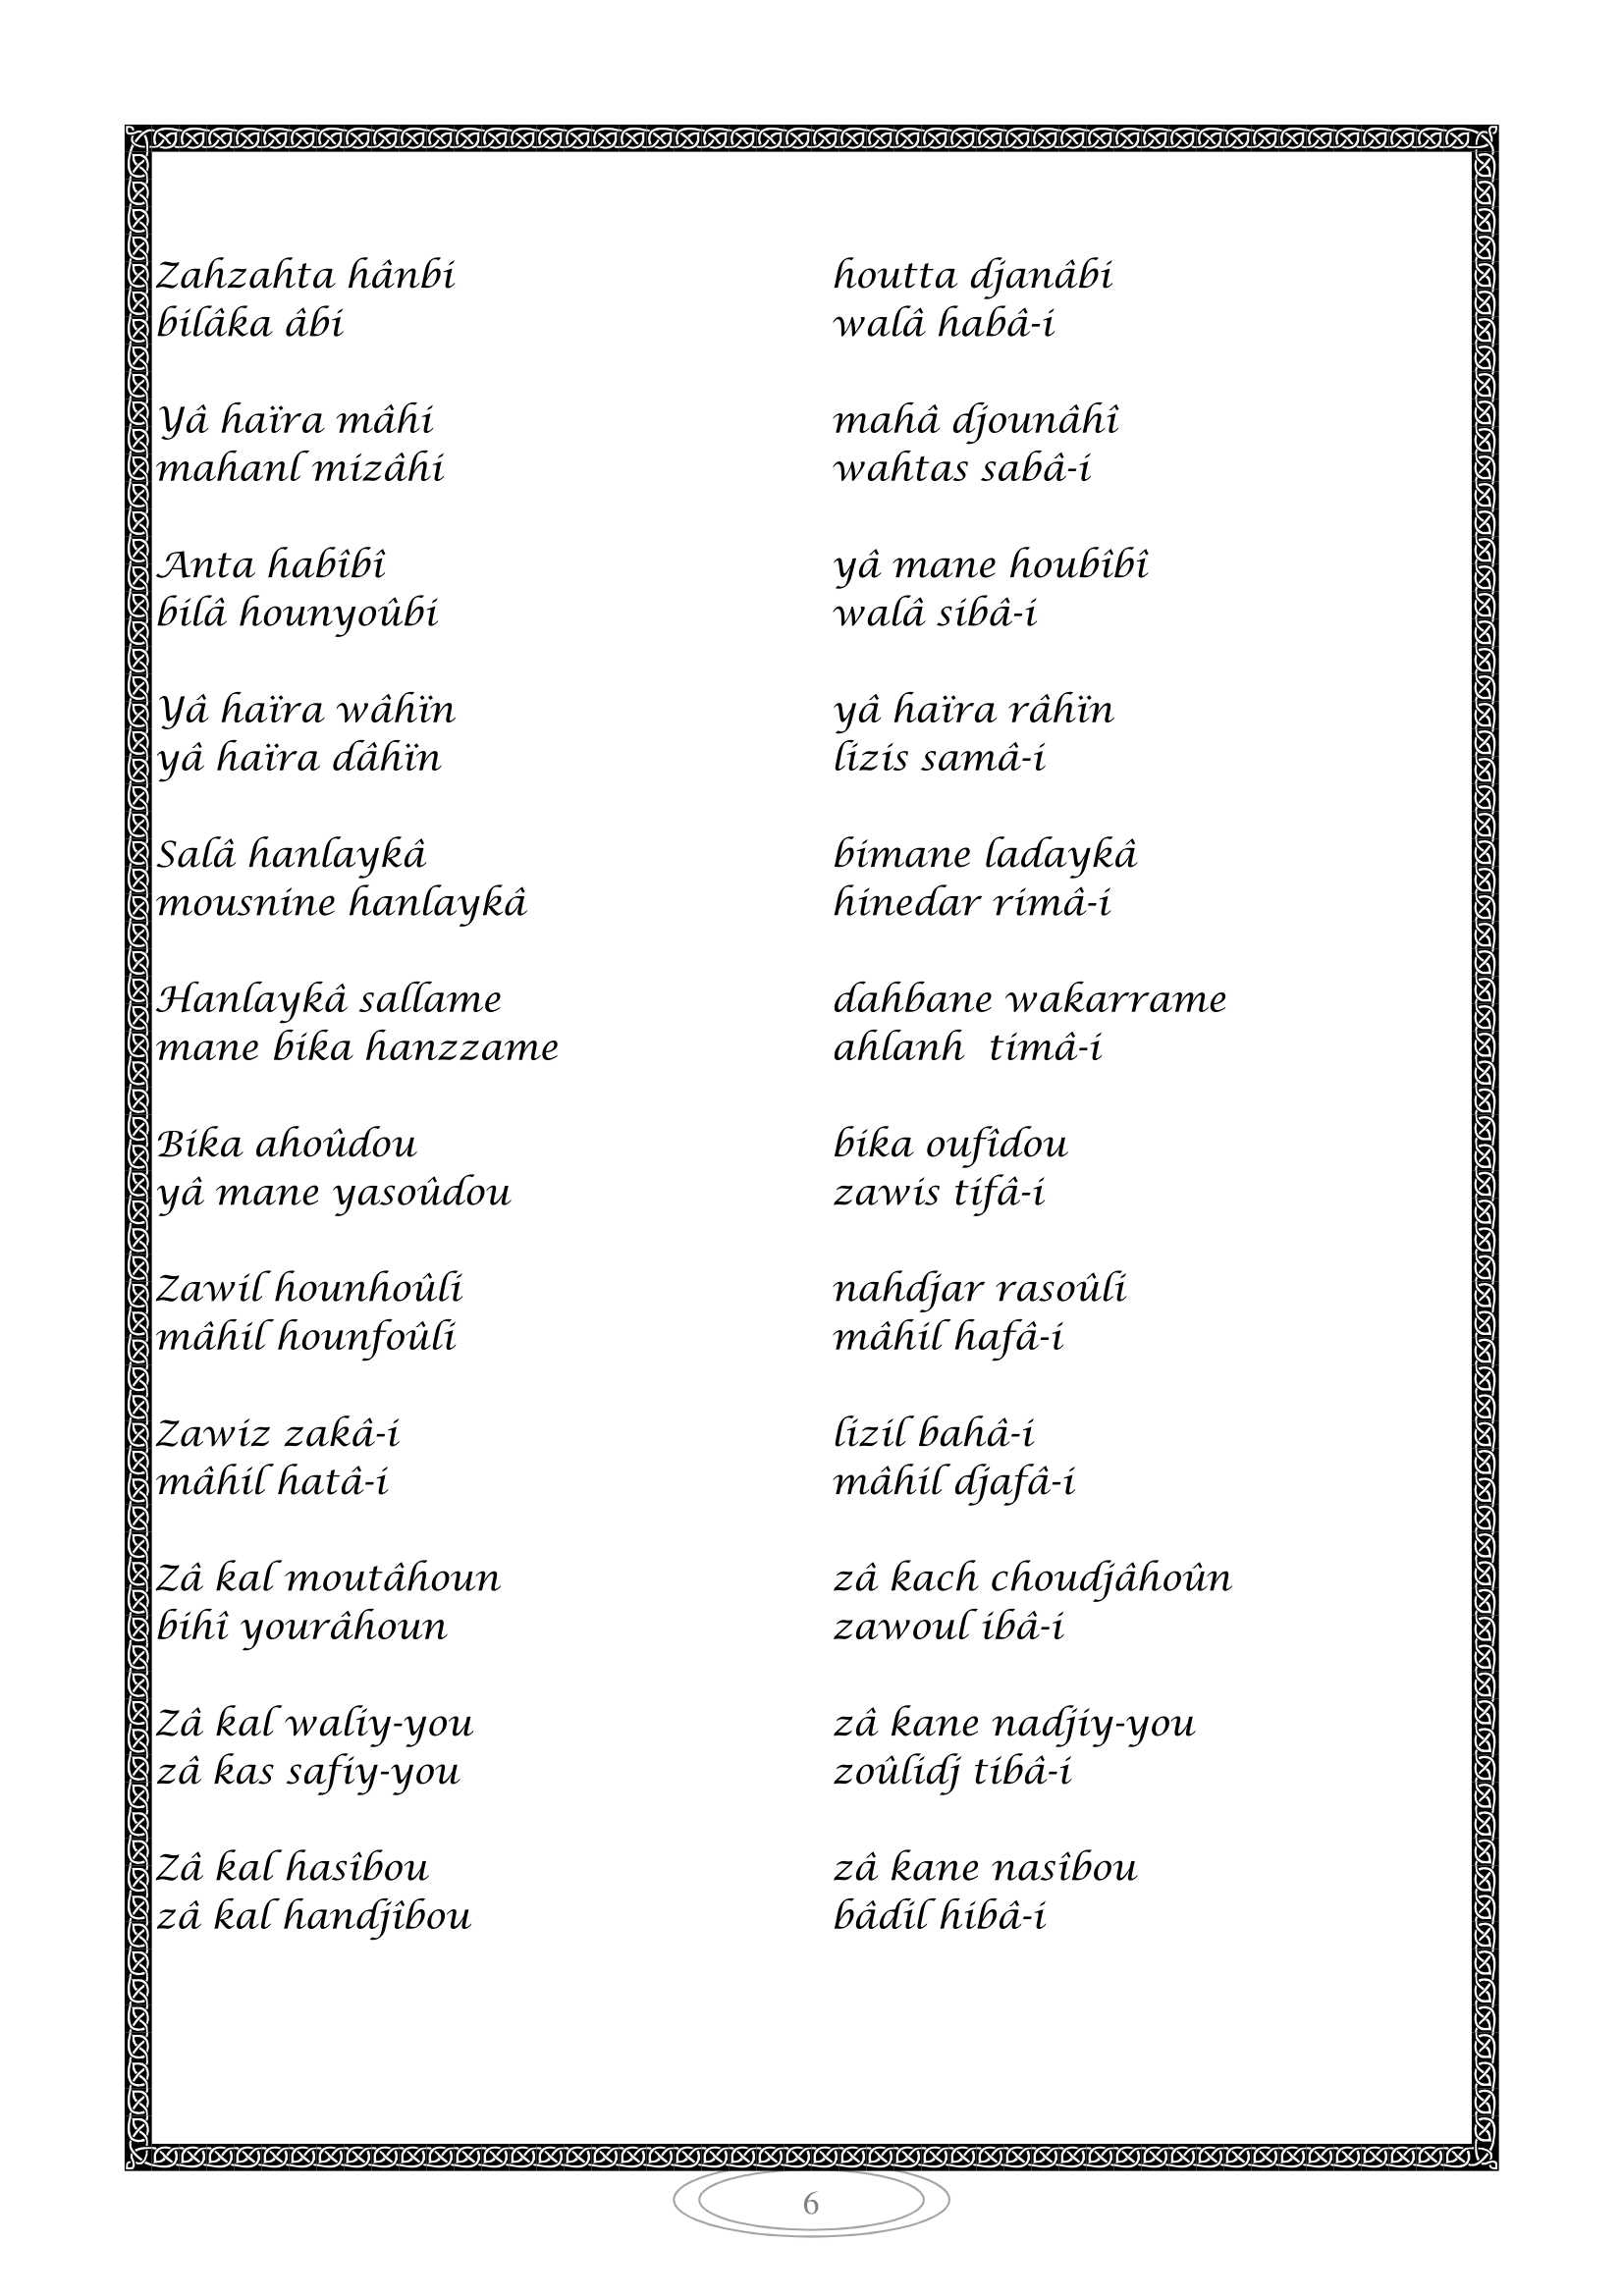 Zahzahta hânbi houtta djanâbi
bilâka âbi walâ habâ-i
Yâ haïra mâhi mahâ djounâhî
mahanl mizâhi wahtas sabâ-i
Anta habîbî yâ mane houbîbî
bilâ hounyoûbi walâ sibâ-i
Yâ haïra wâhïn yâ haïra râhïn
yâ haïra dâhïn lizis samâ-i
Salâ hanlaykâ bimane ladaykâ
mousnine hanlaykâ hinedar rimâ-i
Hanlaykâ sallame dahbane wakarrame
mane bika hanzzame ahlanh timâ-i
Bika ahoûdou bika oufîdou
yâ mane yasoûdou zawis tifâ-i
Zawil hounhoûli nahdjar rasoûli
mâhil hounfoûli mâhil hafâ-i
Zawiz zakâ-i lizil bahâ-i
mâhil hatâ-i mâhil djafâ-i
Zâ kal moutâhoun zâ kach choudjâhoûn
bihî yourâhoun zawoul ibâ-i
Zâ kal waliy-you zâ kane nadjiy-you
zâ kas safiy-you zoûlidj tibâ-i
Zâ kal hasîbou zâ kane nasîbou
zâ kal handjîbou bâdil hibâ-i
6